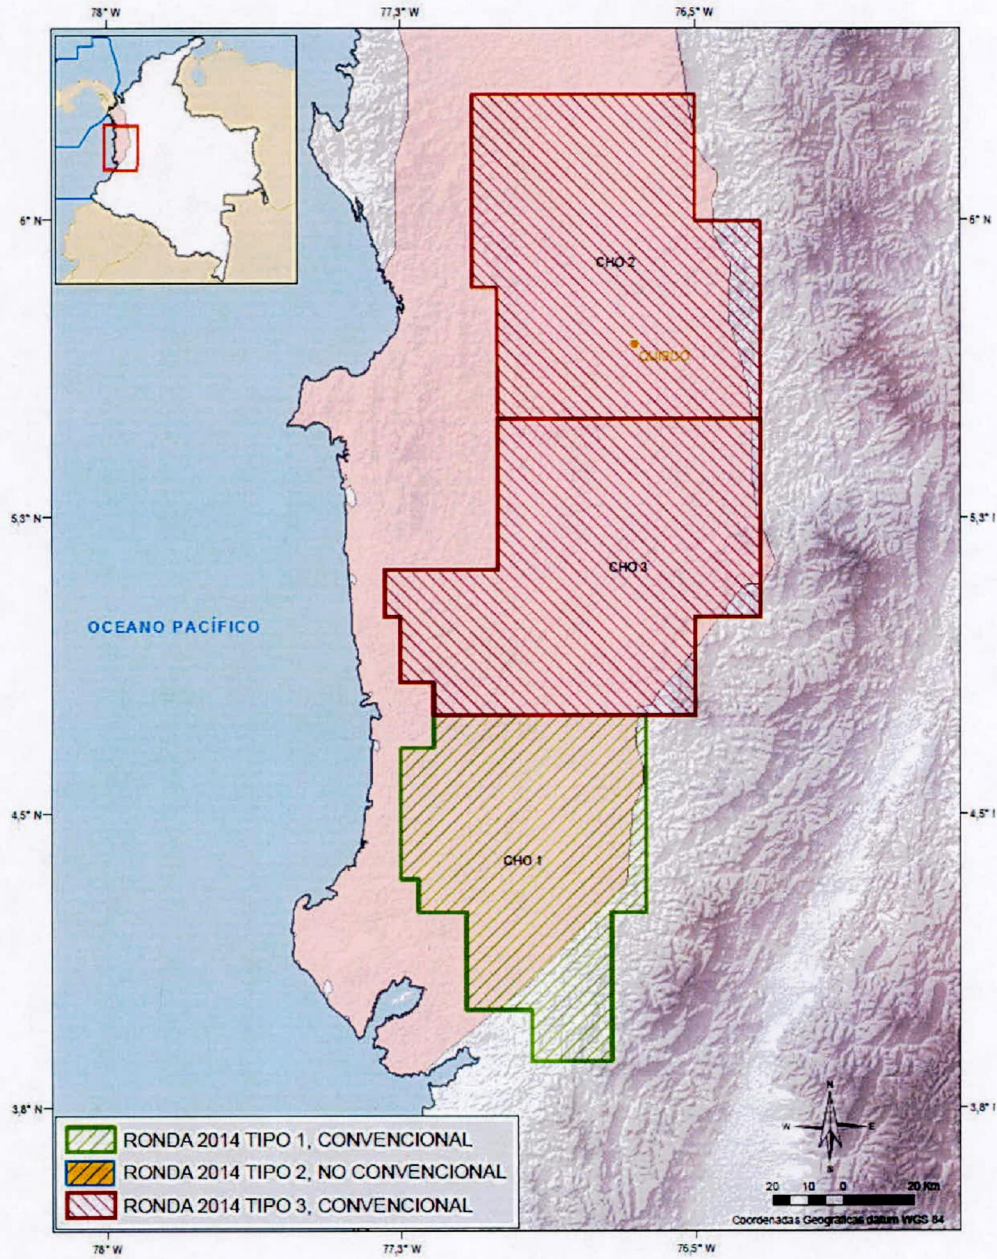 78° W 77,3° W 76,5° W
6° N 6° N
CHO 2
QUIBDO
5,3° N 5,3° I
CHO 3
OCEANO PACÍFICO
4,5° N 4,5° I
CHO 1
3,8° N 3,8° I
N
W E
S
RONDA 2014 TIPO 1, CONVENCIONAL
RONDA 2014 TIPO 2, NO CONVENCIONAL
RONDA 2014 TIPO 3, CONVENCIONAL
20 10 0 20 Km
Coordenadas Geográficas datum WGS 84
78° W 77,3° W 76,5° W